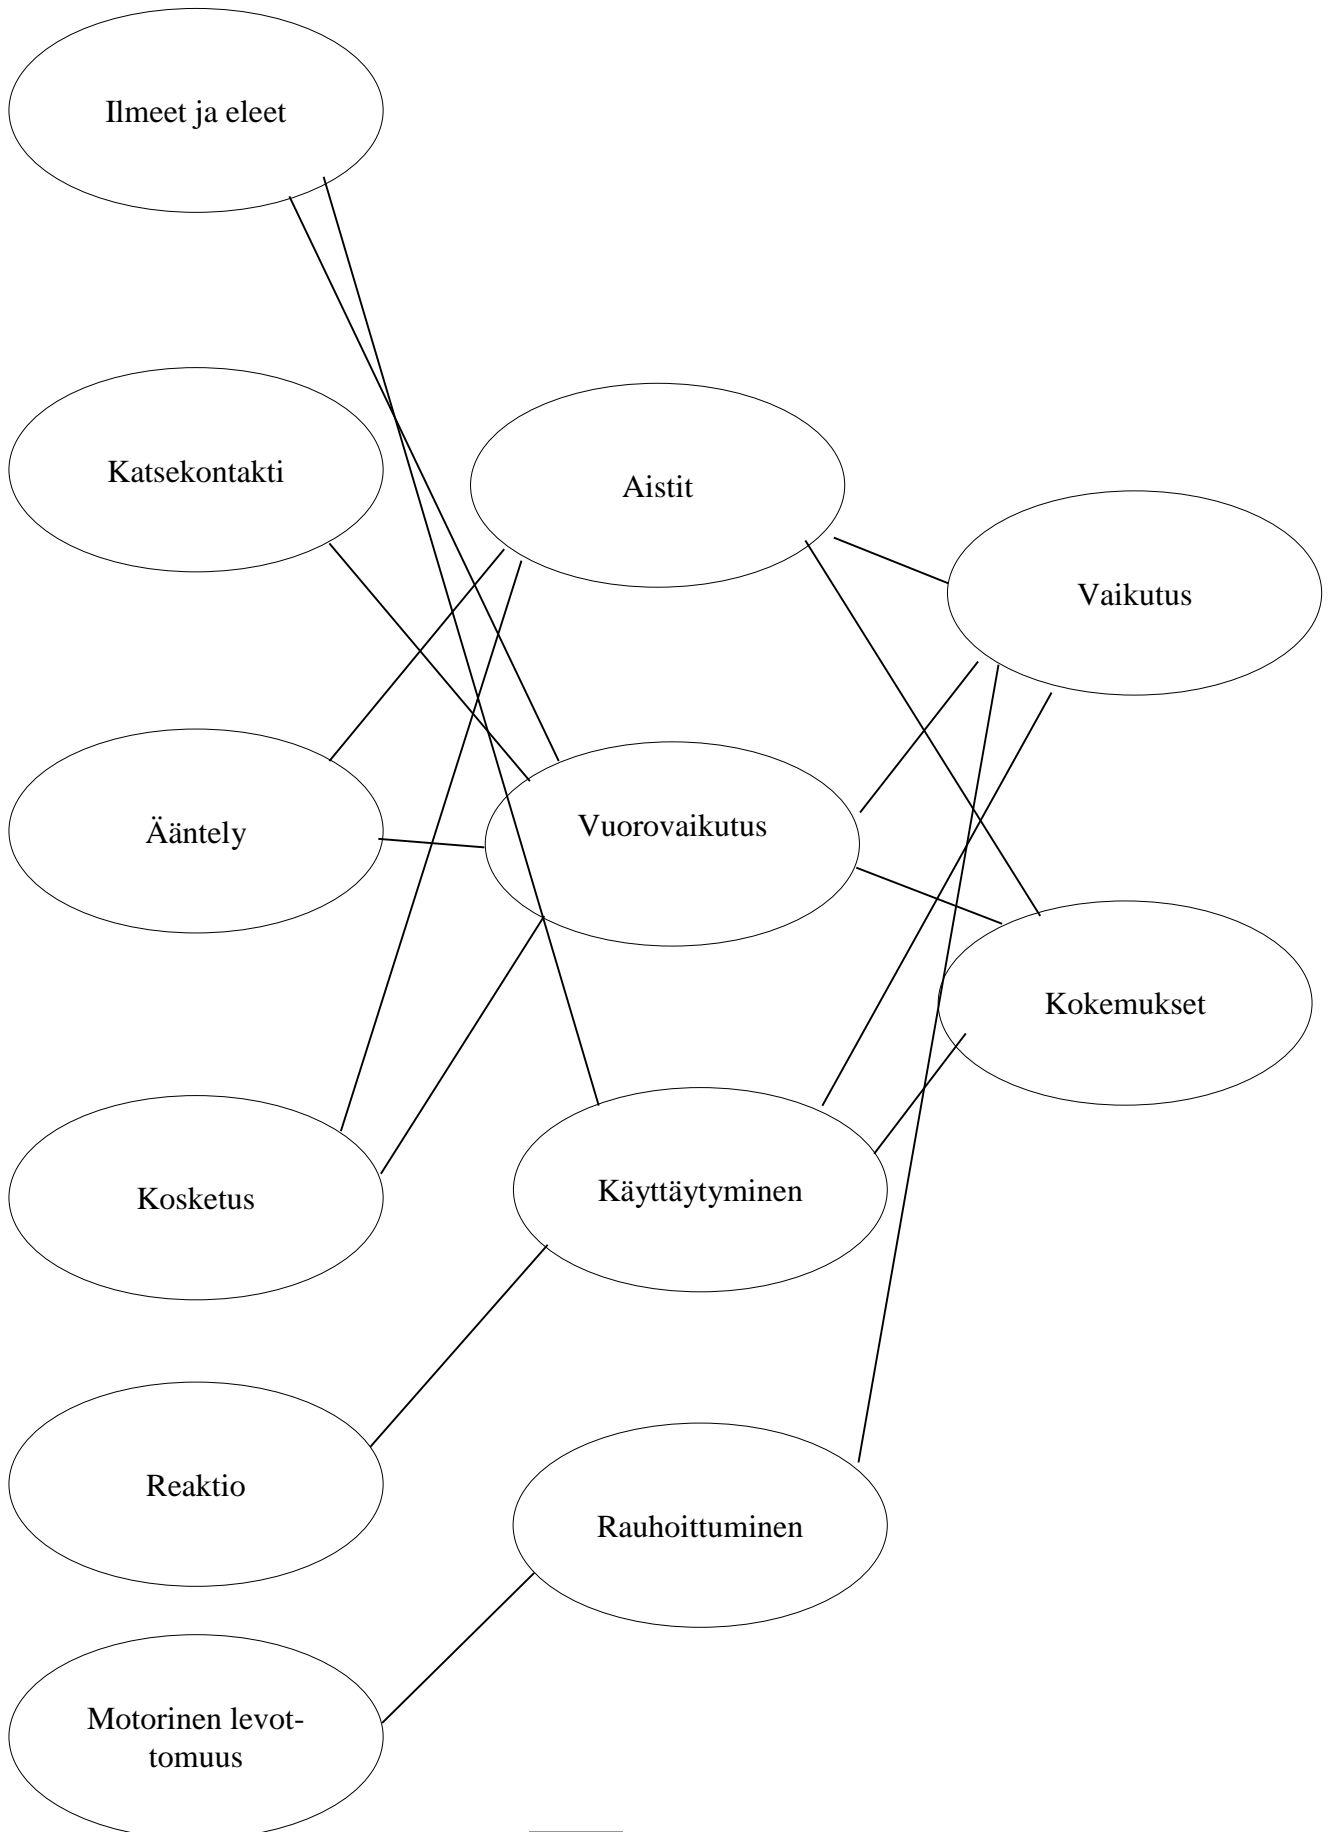 Ilmeet ja eleet
Katsekontakti
Aistit
Vaikutus
Ääntely
Vuorovaikutus
Kokemukset
Kosketus
Käyttäytyminen
Reaktio
Rauhoittuminen
Motorinen levot-
tomuus